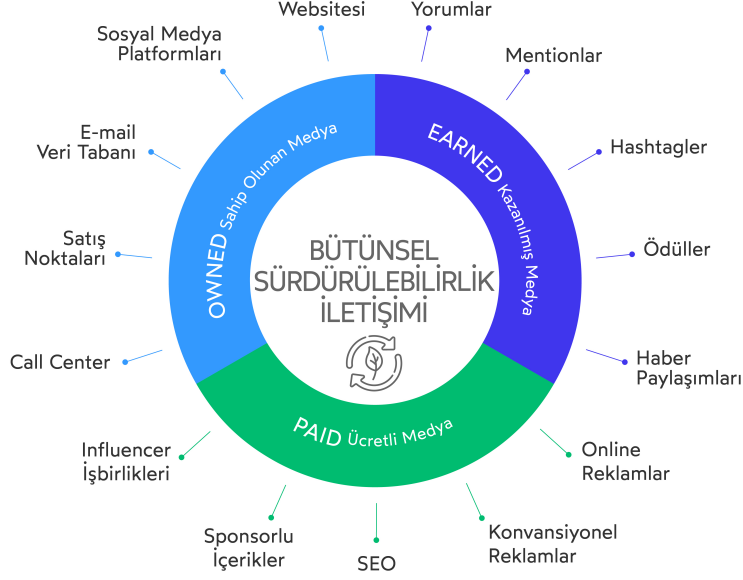 Websitesi
Yorumlar
Sosyal Medya
Platformları
Mentionlar
E-mail
Veri Tabanı
Hashtagler
OWNED Sahip Olunan Medya
EARNED Kazanılmış Medya
Satış
Noktaları
Ödüller
BÜTÜNSEL
SÜRDÜRÜLEBİLİRLİK
İLETİŞİMİ
Call Center
Haber
Paylaşımları
PAID Ücretli Medya
Influencer
İşbirlikleri
Online
Reklamlar
Sponsorlu
İçerikler
SEO
Konvansiyonel
Reklamlar